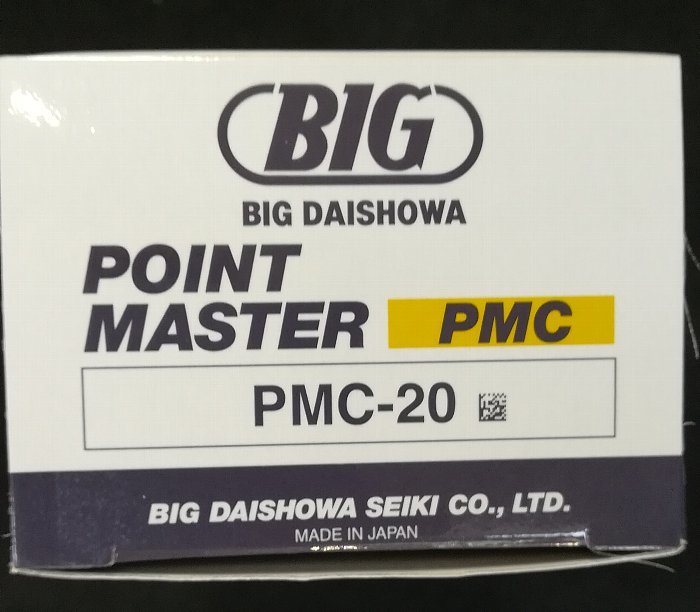 BIG
BIG DAISHOWA
POINT
MASTER PMC
PMC-20
BIG DAISHOWA SEIKI CO., LTD.
MADE IN JAPAN